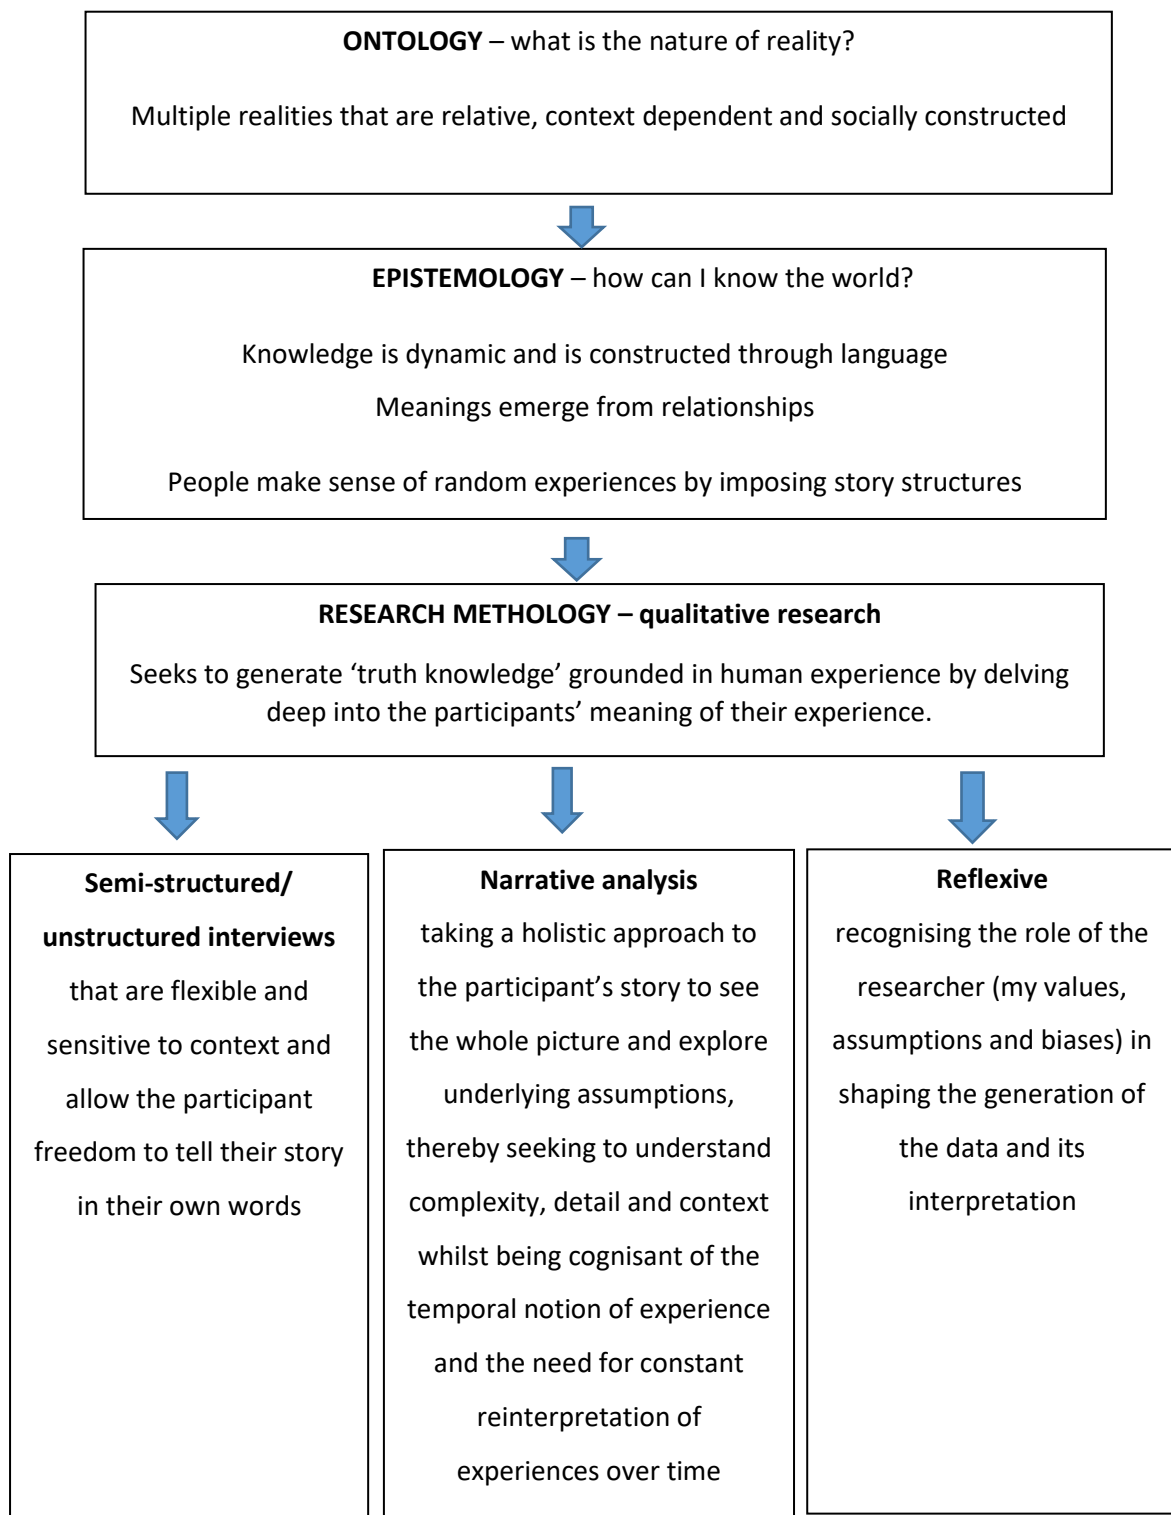 ONTOLOGY – what is the nature of reality?
Multiple realities that are relative, context dependent and socially constructed
EPISTEMOLOGY – how can I know the world?
Knowledge is dynamic and is constructed through language
Meanings emerge from relationships
People make sense of random experiences by imposing story structures
RESEARCH METHOLOGY – qualitative research
Seeks to generate ‘truth knowledge’ grounded in human experience by delving
deep into the participants’ meaning of their experience.
Semi-structured/
unstructured interviews
that are flexible and
sensitive to context and
allow the participant
freedom to tell their story
in their own words
Narrative analysis
taking a holistic approach to
the participant’s story to see
the whole picture and explore
underlying assumptions,
thereby seeking to understand
complexity, detail and context
whilst being cognisant of the
temporal notion of experience
and the need for constant
reinterpretation of
experiences over time
Reflexive
recognising the role of the
researcher (my values,
assumptions and biases) in
shaping the generation of
the data and its
interpretation